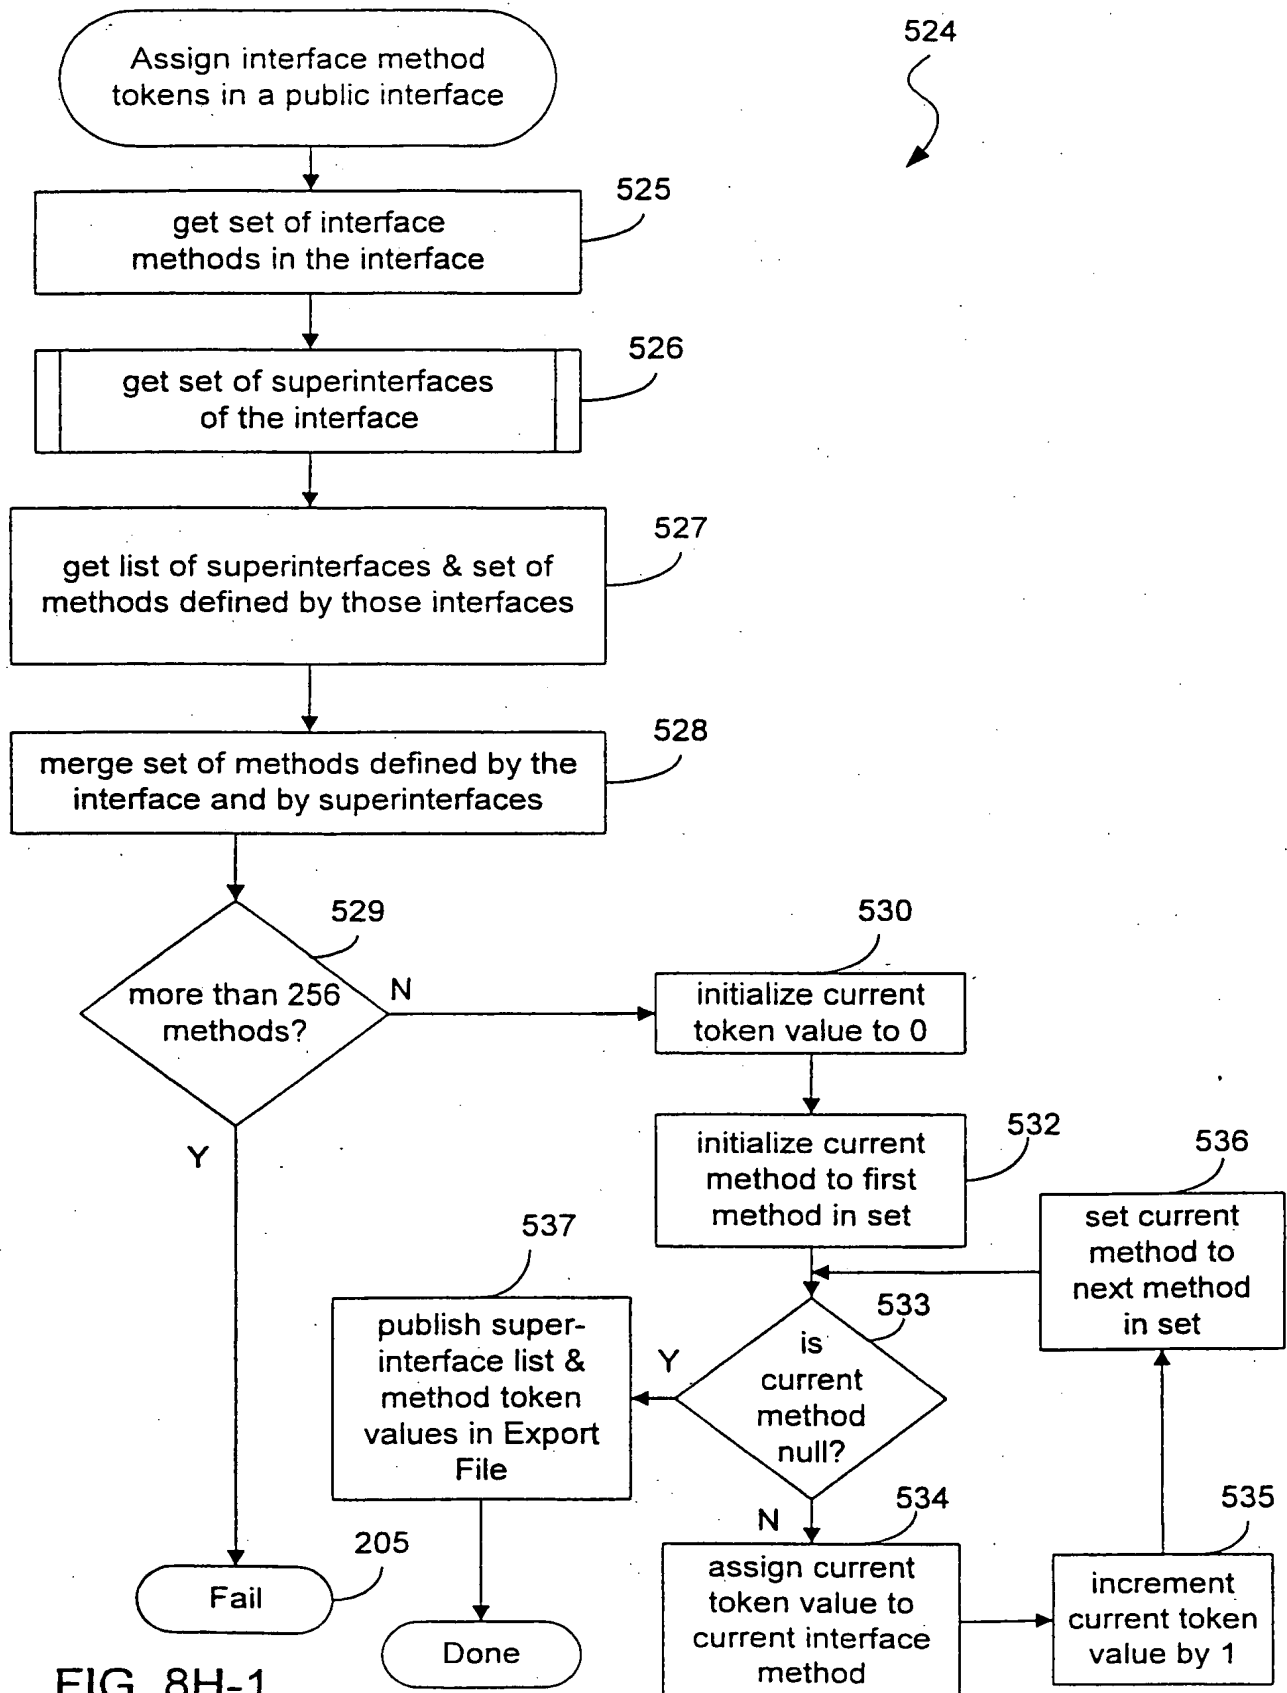 Assign interface method
tokens in a public interface
524
525
get set of interface
methods in the interface
526
get set of superinterfaces
of the interface
527
get list of superinterfaces & set of
methods defined by those interfaces
528
merge set of methods defined by the
interface and by superinterfaces
529
more than 256
methods?
N
Y
530
initialize current
token value to 0
532
initialize current
method to first
method in set
536
set current
method to
next method
in set
537
publish super-
interface list &
method token
values in Export
File
533
is
current
method
null?
Y
N
534
assign current
token value to
current interface
method
535
increment
current token
value by 1
205
Fail
Done
FIG. 8H-1